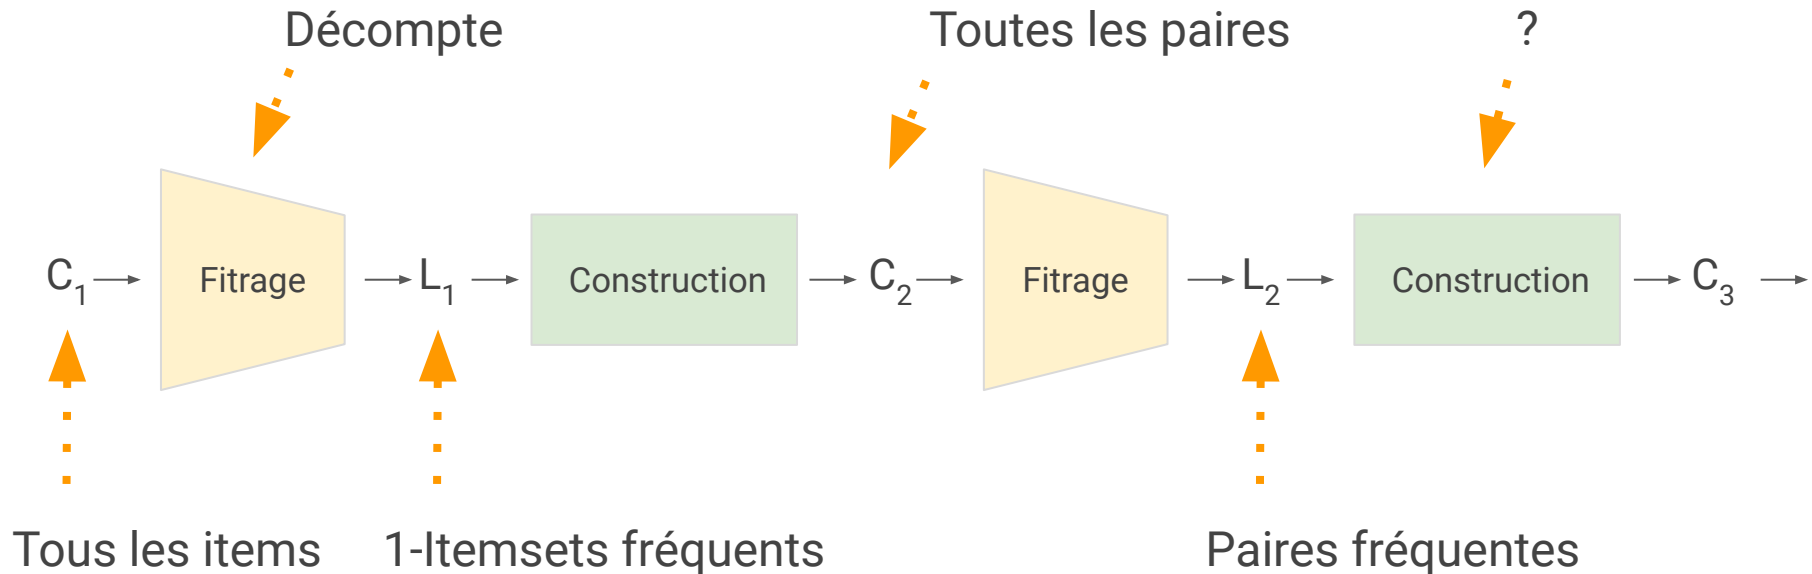 Décompte
Toutes les paires
?
C1
Fitrage
L1
Construction
C2
Fitrage
L2
Construction
C3
Tous les items
1-Itemsets fréquents
Paires fréquentes